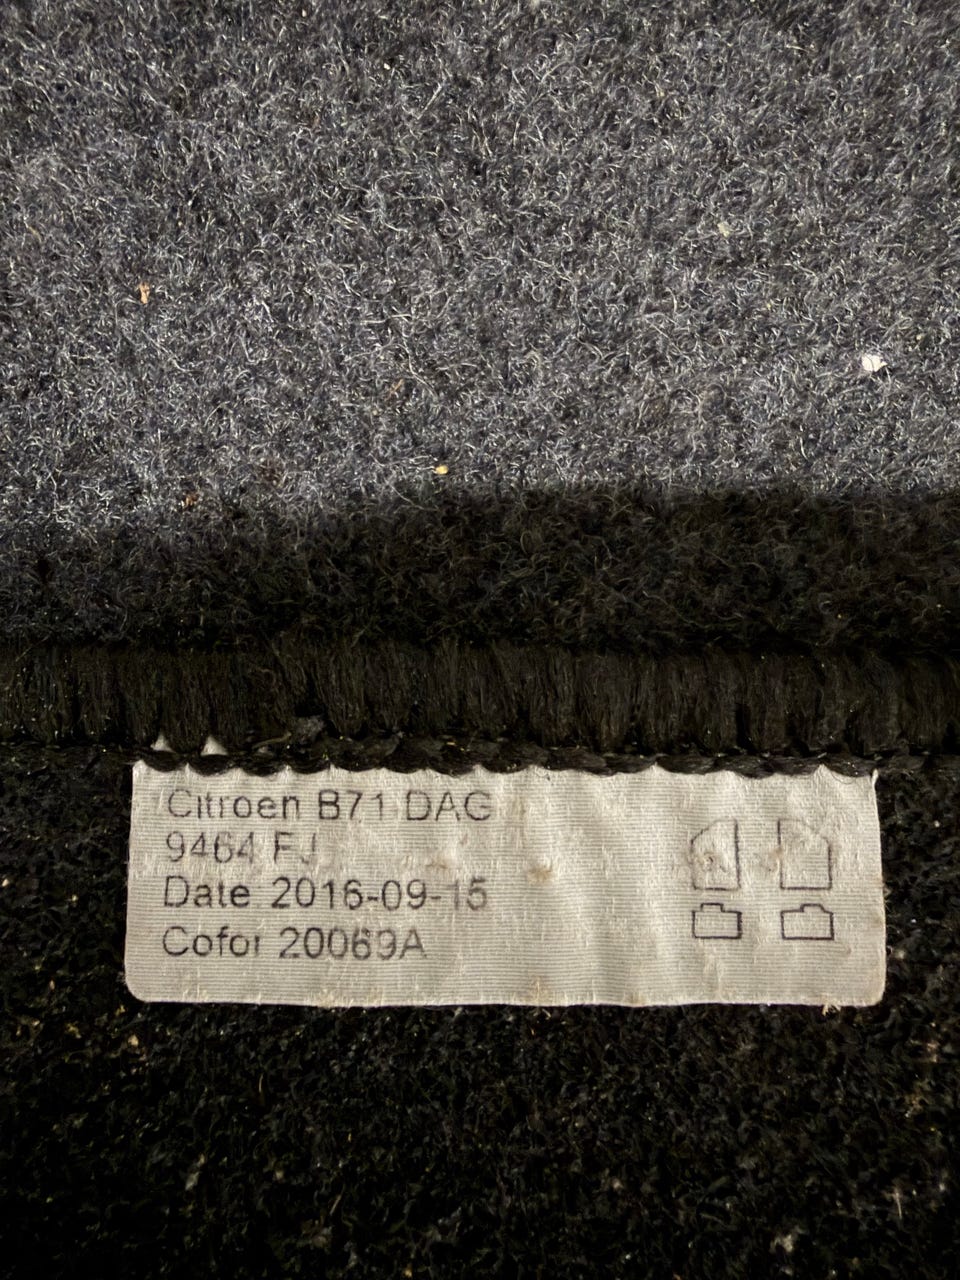 Citroen B71 DAG
9464 FJ
Date 2016-09-15
Cofor 20069A